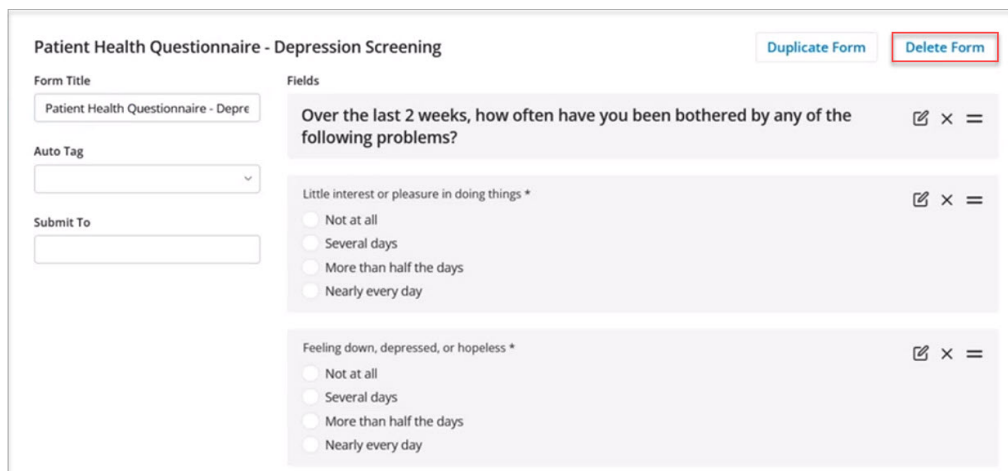 Patient Health Questionnaire - Depression Screening
Duplicate Form
Delete Form
Form Title
Patient Health Questionnaire - Depre
Auto Tag
Submit To
Fields
Over the last 2 weeks, how often have you been bothered by any of the
following problems?
Little interest or pleasure in doing things *
Not at all
Several days
More than half the days
Nearly every day
Feeling down, depressed, or hopeless *
Not at all
Several days
More than half the days
Nearly every day